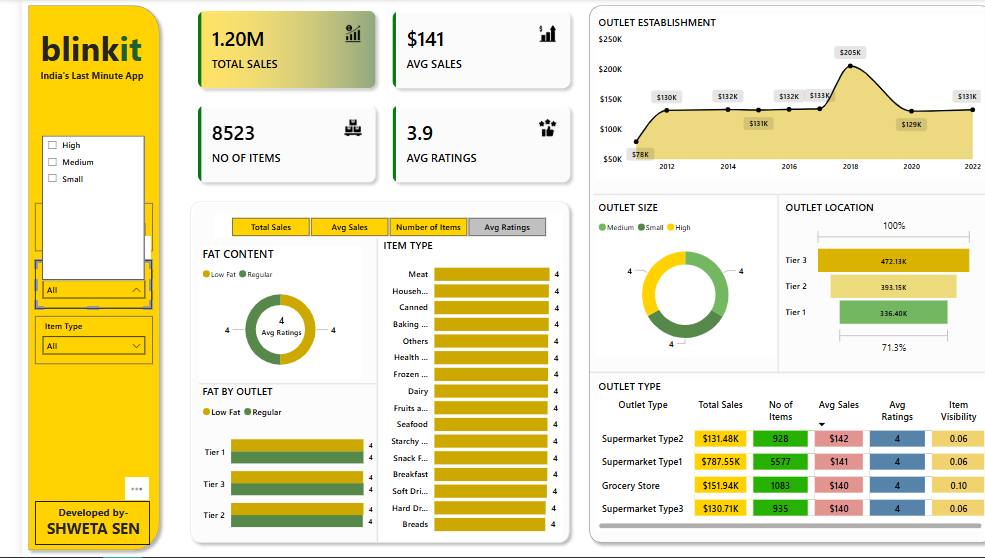 blinkit
India's Last Minute App
High
Medium
Small
All
Item Type
All
Developed by-
SHWETA SEN
1.20M
TOTAL SALES
$141
AVG SALES
8523
NO OF ITEMS
3.9
AVG RATINGS
Total Sales
Avg Sales
Number of Items
Avg Ratings
FAT CONTENT
Low Fat
Regular
4
4
Avg Ratings
4
FAT BY OUTLET
Low Fat
Regular
Tier 1
4
4
Tier 3
4
4
Tier 2
4
4
ITEM TYPE
Meat 4
Househ... 4
Canned 4
Baking ... 4
Others 4
Health ... 4
Frozen ... 4
Dairy 4
Fruits a... 4
Seafood 4
Starchy ... 4
Snack F... 4
Breakfast 4
Soft Dri... 4
Hard Dr... 4
Breads 4
OUTLET ESTABLISHMENT
$250K
$200K
$150K
$100K
$50K
$78K
$130K
$132K
$131K
$132K
$133K
$205K
$129K
$131K
2012 2014 2016 2018 2020 2022
OUTLET SIZE
Medium Small High
4
4
4
OUTLET LOCATION
100%
Tier 3 472.13K
Tier 2 393.15K
Tier 1 336.40K
71.3%
OUTLET TYPE
Outlet Type Total Sales No of Items Avg Sales Avg Ratings Item Visibility
Supermarket Type2 $131.48K 928 $142 4 0.06
Supermarket Type1 $787.55K 5577 $141 4 0.06
Grocery Store $151.94K 1083 $140 4 0.10
Supermarket Type3 $130.71K 935 $140 4 0.06